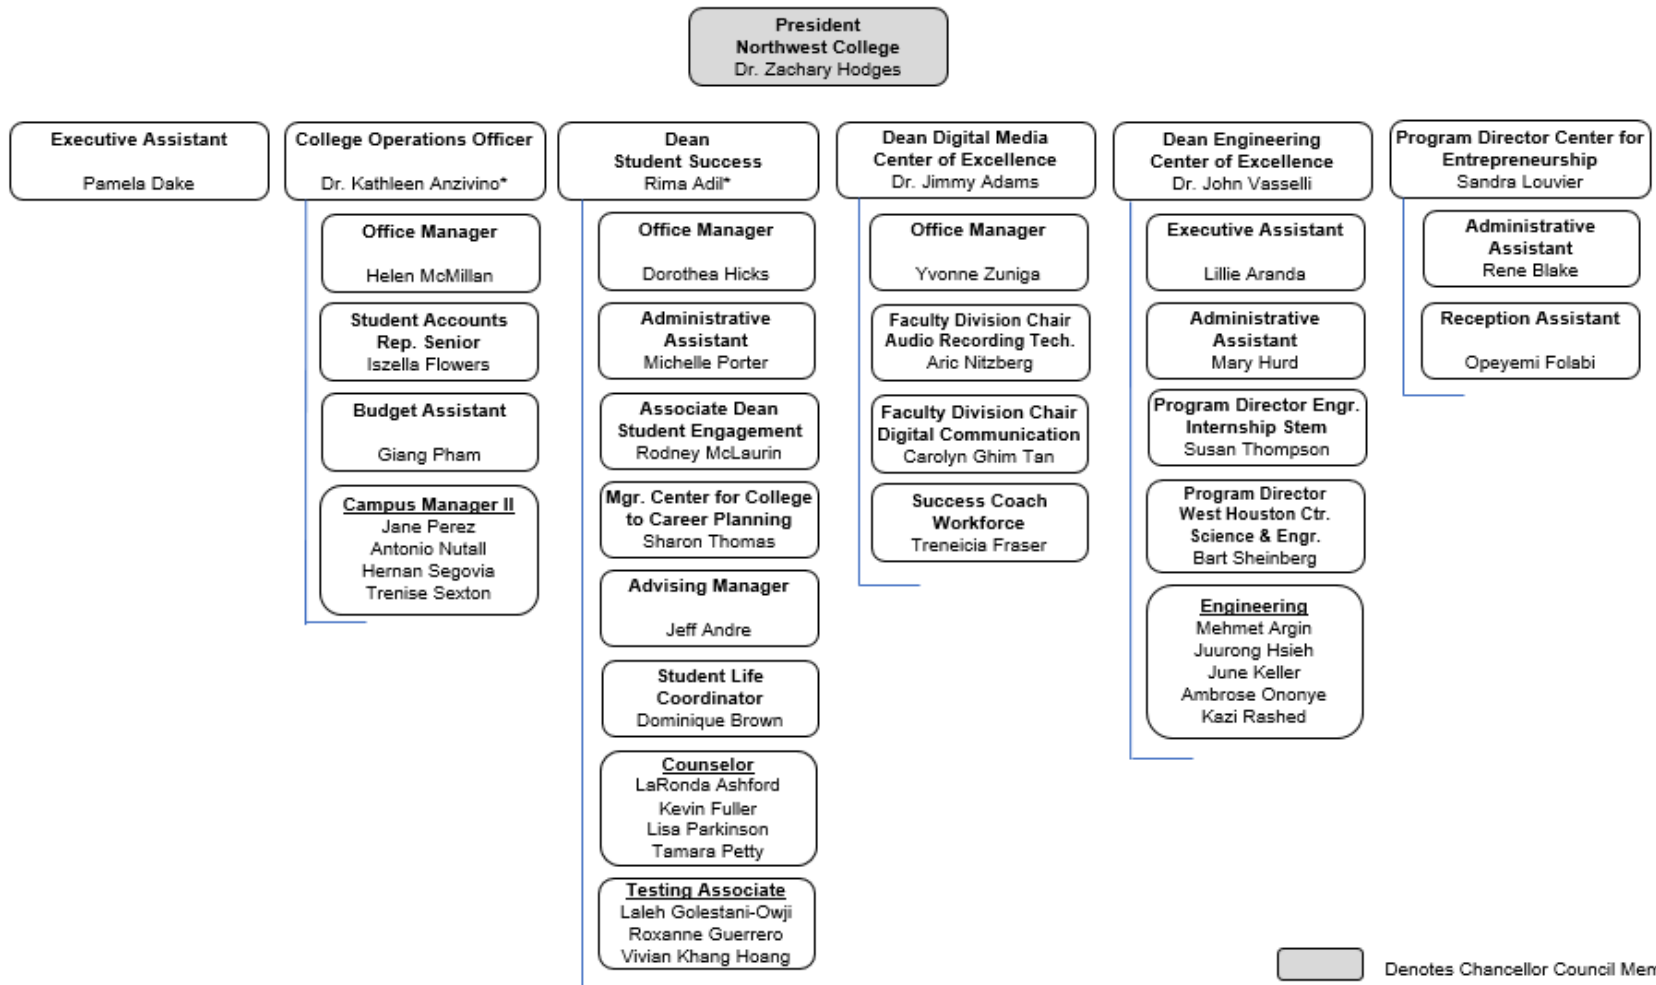 President
Northwest College
Dr. Zachary Hodges
Executive Assistant
Pamela Dake
College Operations Officer
Dr. Kathleen Anzivino*
Office Manager
Helen McMillan
Student Accounts
Rep. Senior
Iszella Flowers
Budget Assistant
Giang Pham
Campus Manager II
Jane Perez
Antonio Nutall
Hernan Segovia
Trenise Sexton
Dean
Student Success
Rima Adil*
Office Manager
Dorothea Hicks
Administrative
Assistant
Michelle Porter
Associate Dean
Student Engagement
Rodney McLaurin
Mgr. Center for College
to Career Planning
Sharon Thomas
Advising Manager
Jeff Andre
Student Life
Coordinator
Dominique Brown
Counselor
LaRonda Ashford
Kevin Fuller
Lisa Parkinson
Tamara Petty
Testing Associate
Laleh Golestani-Owji
Roxanne Guerrero
Vivian Khang Hoang
Dean Digital Media
Center of Excellence
Dr. Jimmy Adams
Office Manager
Yvonne Zuniga
Faculty Division Chair
Audio Recording Tech.
Aric Nitzberg
Faculty Division Chair
Digital Communication
Carolyn Ghim Tan
Success Coach
Workforce
Treneicia Fraser
Dean Engineering
Center of Excellence
Dr. John Vasselli
Executive Assistant
Lillie Aranda
Administrative
Assistant
Mary Hurd
Program Director Engr.
Internship Stem
Susan Thompson
Program Director
West Houston Ctr.
Science & Engr.
Bart Sheinberg
Engineering
Mehmet Argin
Juurong Hsieh
June Keller
Ambrose Ononye
Kazi Rashed
Program Director Center for
Entrepreneurship
Sandra Louvier
Administrative
Assistant
Rene Blake
Reception Assistant
Opeyemi Folabi
Denotes Chancellor Council